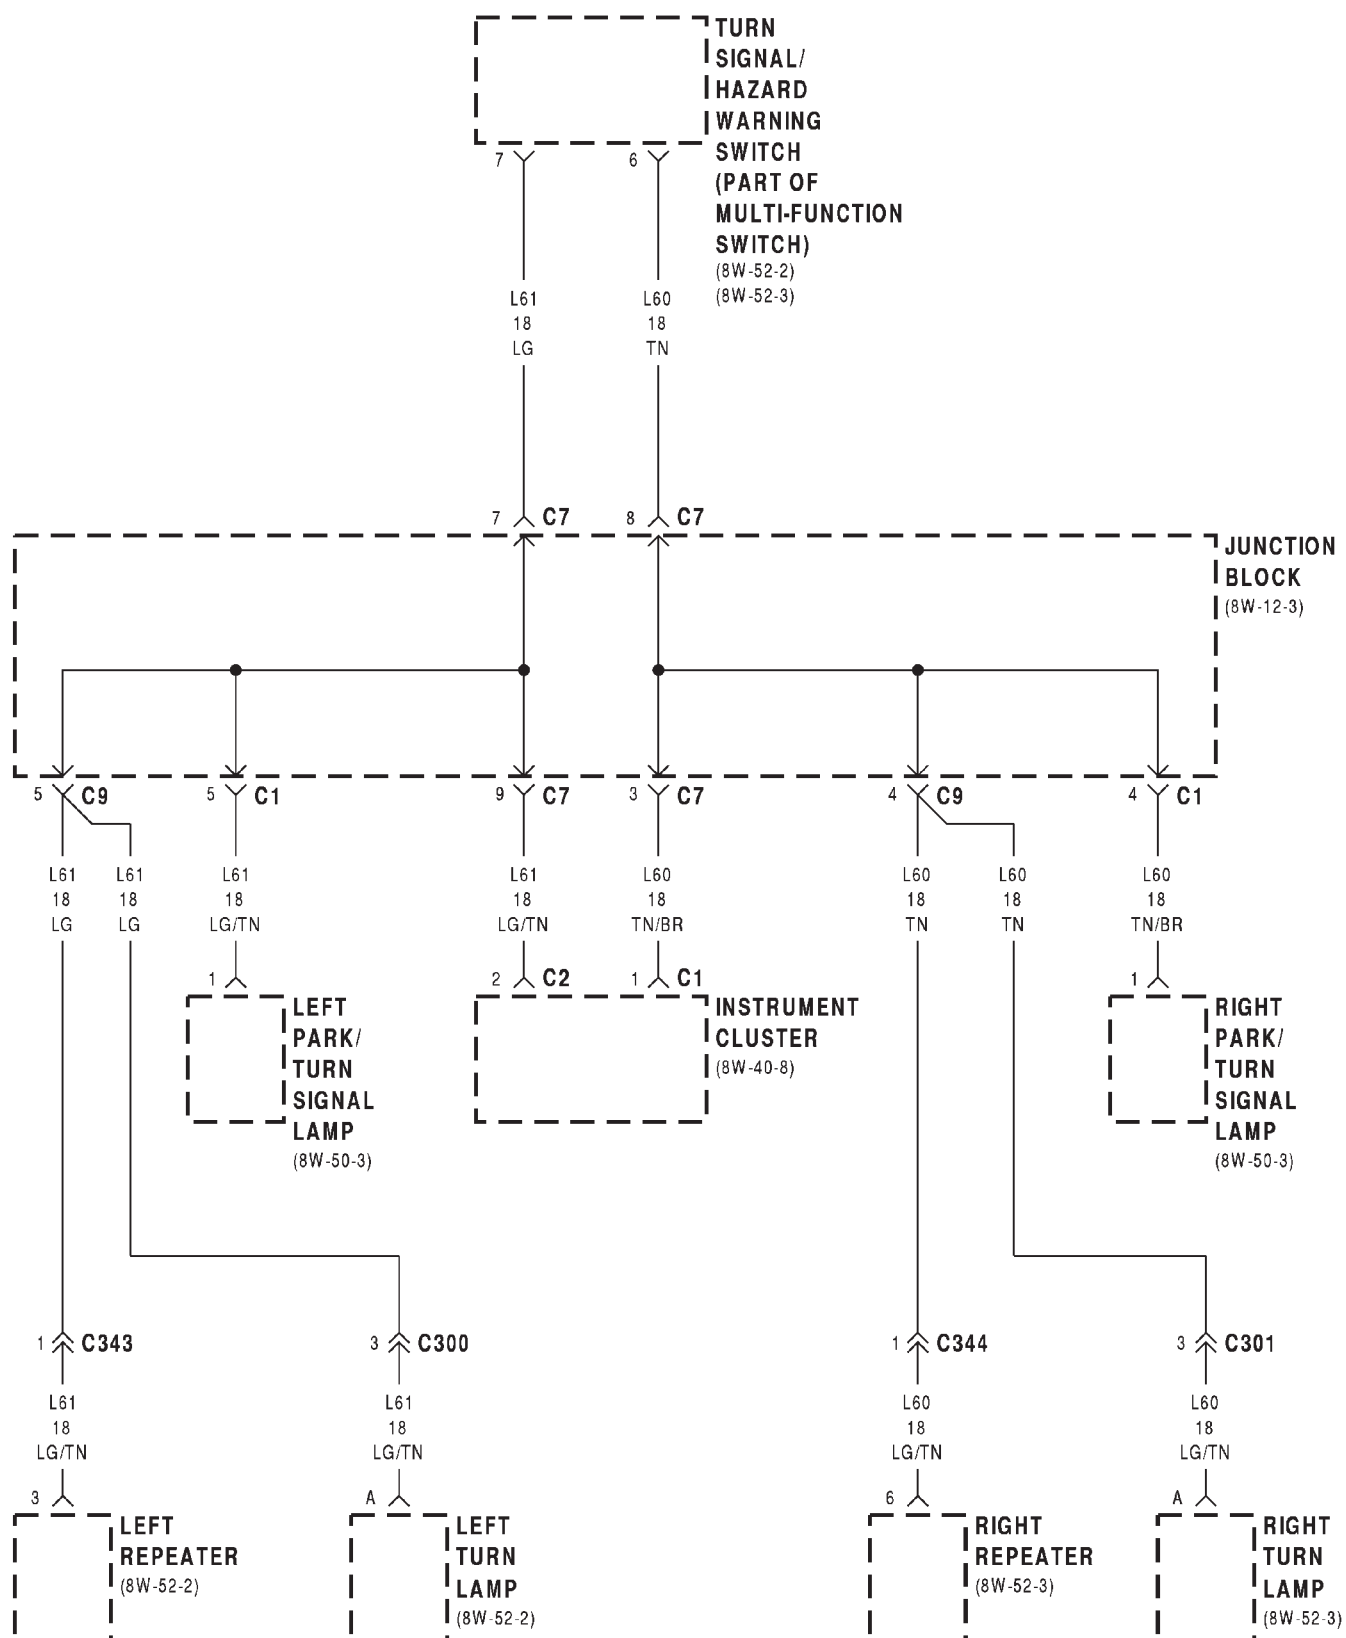 TURN
SIGNAL/
HAZARD
WARNING
SWITCH
(PART OF
MULTI-FUNCTION
SWITCH)
(8W-52-2)
(8W-52-3)
7 6
L61 L60
18 18
LG TN
7 C7 8 C7
JUNCTION
BLOCK
(8W-12-3)
5 C9 5 C1 9 C7 3 C7 4 C9 4 C1
L61 L61 L61 L61 L60 L60 L60 L60
18 18 18 18 18 18 18 18
LG LG LG/TN LG/TN TN/BR TN TN TN/BR
1 2 C2 1 C1 1
LEFT
PARK/
TURN
SIGNAL
LAMP
(8W-50-3)
INSTRUMENT
CLUSTER
(8W-40-8)
RIGHT
PARK/
TURN
SIGNAL
LAMP
(8W-50-3)
1 C343 3 C300 1 C344 3 C301
L61 L61 L60 L60
18 18 18 18
LG/TN LG/TN LG/TN LG/TN
3 A 6 A
LEFT
REPEATER
(8W-52-2)
LEFT
TURN
LAMP
(8W-52-2)
RIGHT
REPEATER
(8W-52-3)
RIGHT
TURN
LAMP
(8W-52-3)